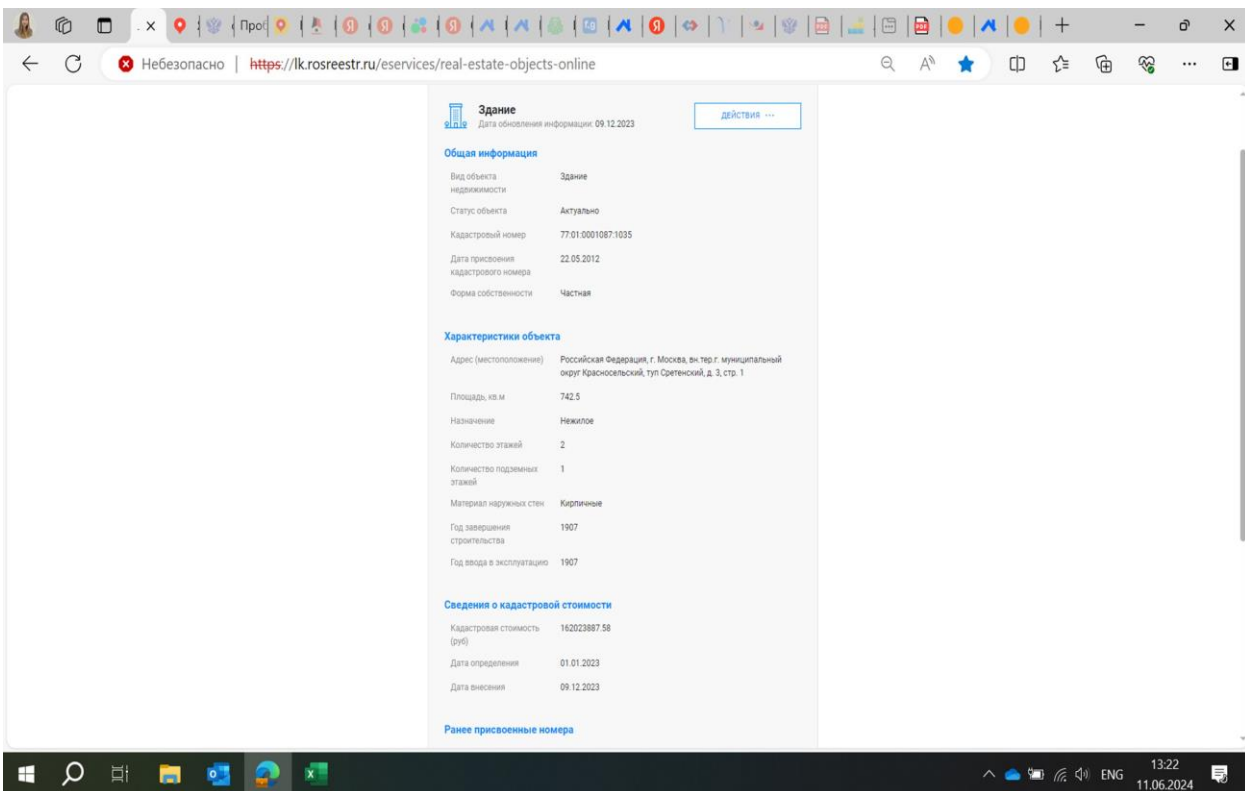 Проб
Небезопасно | https://lk.rosreestr.ru/eservices/real-estate-objects-online
Здание
Дата обновления информации: 09.12.2023
действия ...
Общая информация
Вид объекта недвижимости Здание
Статус объекта Актуально
Кадастровый номер 77:01:0001087:1035
Дата присвоения кадастрового номера 22.05.2012
Форма собственности Частная
Характеристики объекта
Адрес (местоположение) Российская Федерация, г. Москва, вн.тер.г. муниципальный
округ Красносельский, туп Сретенский, д. 3, стр. 1
Площадь, кв.м 742.5
Назначение Нежилое
Количество этажей 2
Количество подземных этажей 1
Материал наружных стен Кирпичные
Год завершения строительства 1907
Год ввода в эксплуатацию 1907
Сведения о кадастровой стоимости
Кадастровая стоимость (руб) 162023887.58
Дата определения 01.01.2023
Дата внесения 09.12.2023
Ранее присвоенные номера
ENG
13:22
11.06.2024